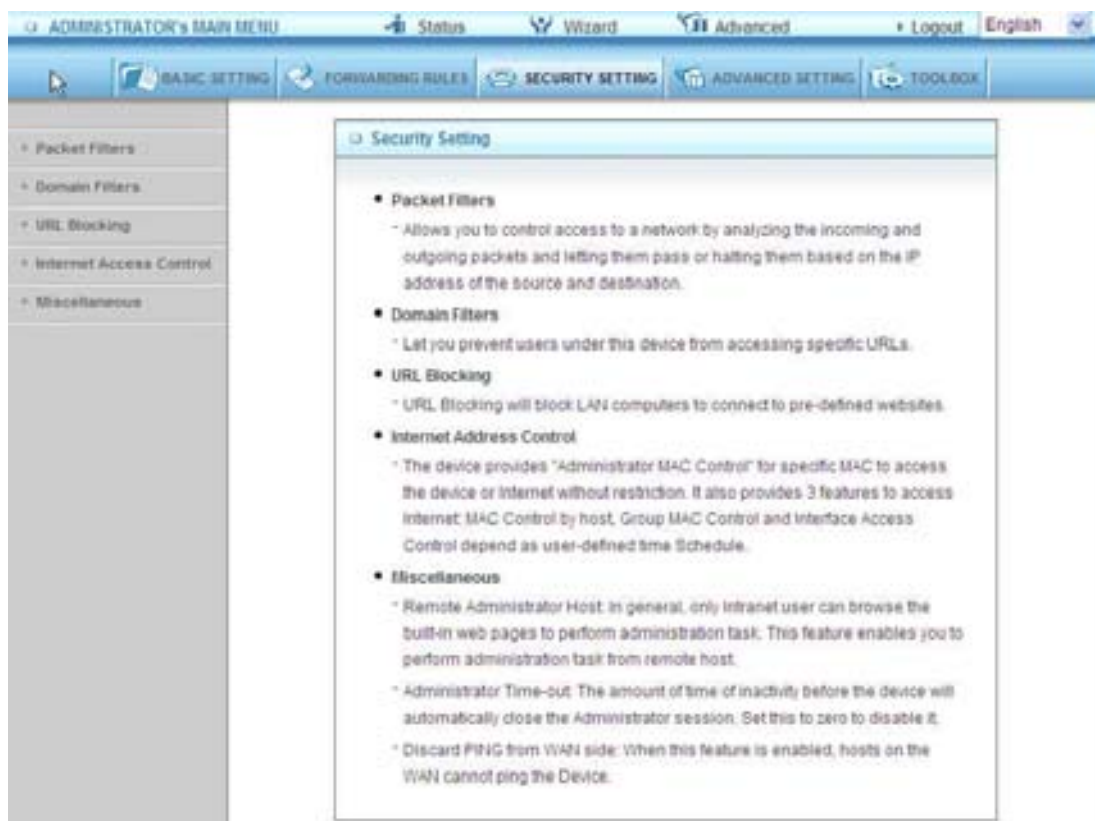 ADMINISTRATOR's MAIN MENU Status Wizard Advanced Logout English
BASIC SETTING FORWARDING RULES SECURITY SETTING ADVANCED SETTING TOOLBOX
Packet Filters
Domain Filters
URL Blocking
Internet Access Control
Miscellaneous
Security Setting
Packet Filters
Allows you to control access to a network by analyzing the incoming and
outgoing packets and letting them pass or halting them based on the IP
address of the source and destination.
Domain Filters
Let you prevent users under this device from accessing specific URLs.
URL Blocking
URL Blocking will block LAN computers to connect to pre-defined websites.
Internet Address Control
The device provides "Administrator MAC Control" for specific MAC to access
the device or Internet without restriction. It also provides 3 features to access
Internet: MAC Control by host, Group MAC Control and Interface Access
Control depend as user-defined time Schedule.
Miscellaneous
Remote Administrator Host: In general, only Intranet user can browse the
built-in web pages to perform administration task. This feature enables you to
perform administration task from remote host.
Administrator Time-out: The amount of time of inactivity before the device will
automatically close the Administrator session. Set this to zero to disable it.
Discard PING from WAN side: When this feature is enabled, hosts on the
WAN cannot ping the Device.